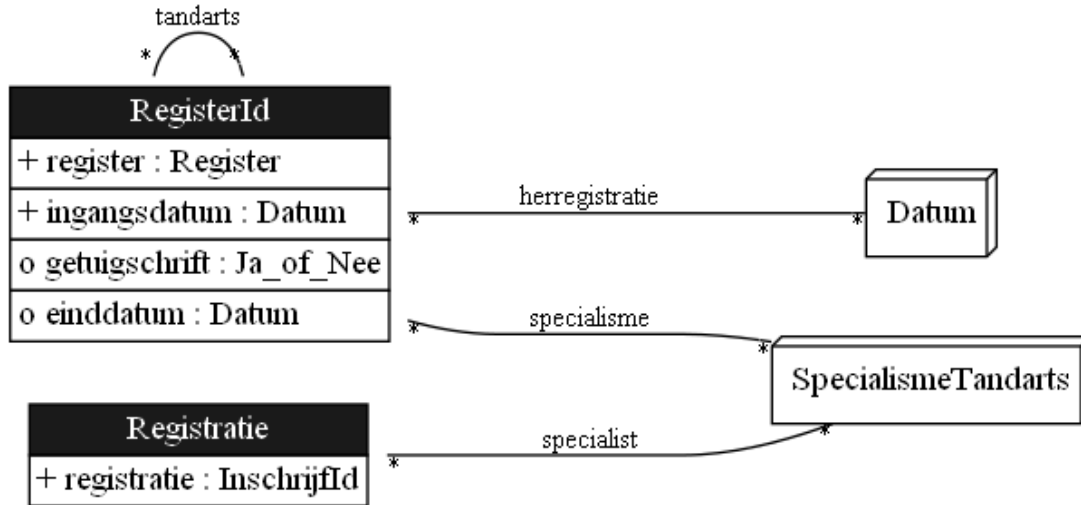 tandarts
* *
RegisterId
+ register : Register
+ ingangsdatum : Datum
o getuigschrift : Ja_of_Nee
o einddatum : Datum
* herregistratie *
Datum
* specialisme *
SpecialismeTandarts
Registratie
+ registratie : InschrijfId
* specialist *